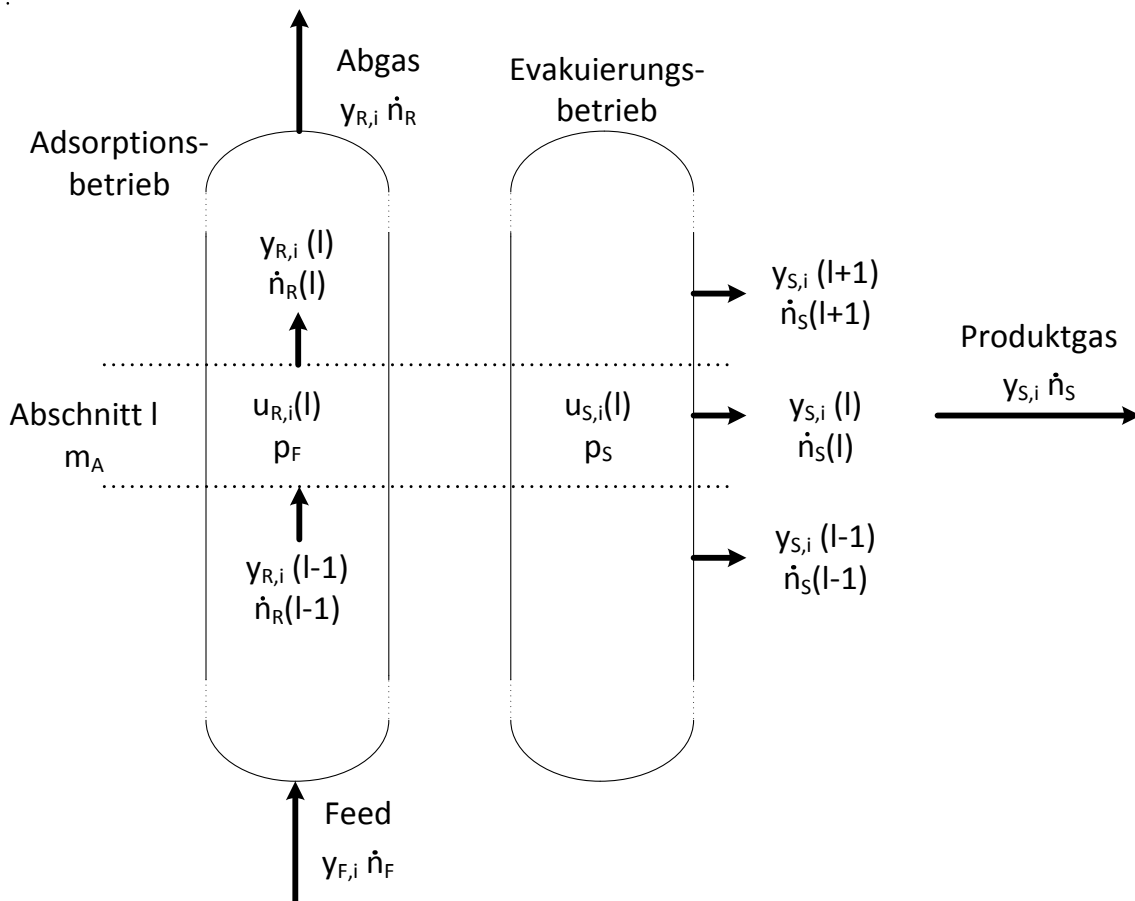 Abgas
y_R,i ṅ_R
Evakuierungs-
betrieb
Adsorptions-
betrieb
y_R,i (l)
ṅ_R(l)
y_S,i (l+1)
ṅ_S(l+1)
Produktgas
y_S,i ṅ_S
Abschnitt l
m_A
u_R,i(l)
p_F
u_S,i(l)
p_S
y_S,i (l)
ṅ_S(l)
y_R,i (l-1)
ṅ_R(l-1)
y_S,i (l-1)
ṅ_S(l-1)
Feed
y_F,i ṅ_F